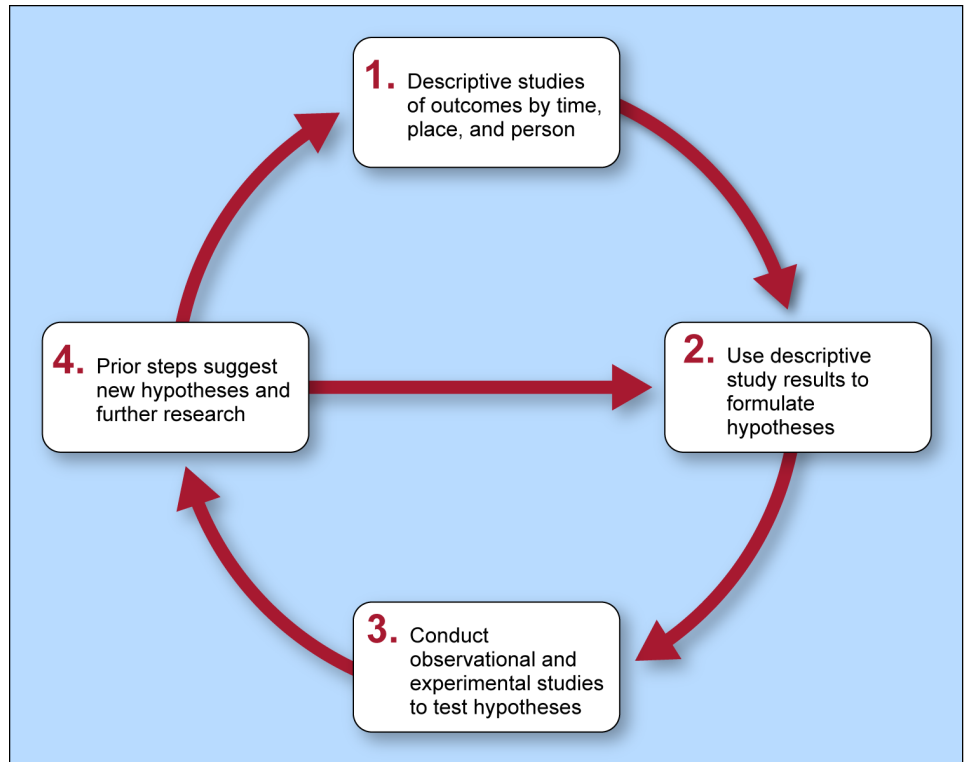 1. Descriptive studies
of outcomes by time,
place, and person
2. Use descriptive
study results to
formulate
hypotheses
3. Conduct
observational and
experimental studies
to test hypotheses
4. Prior steps suggest
new hypotheses and
further research